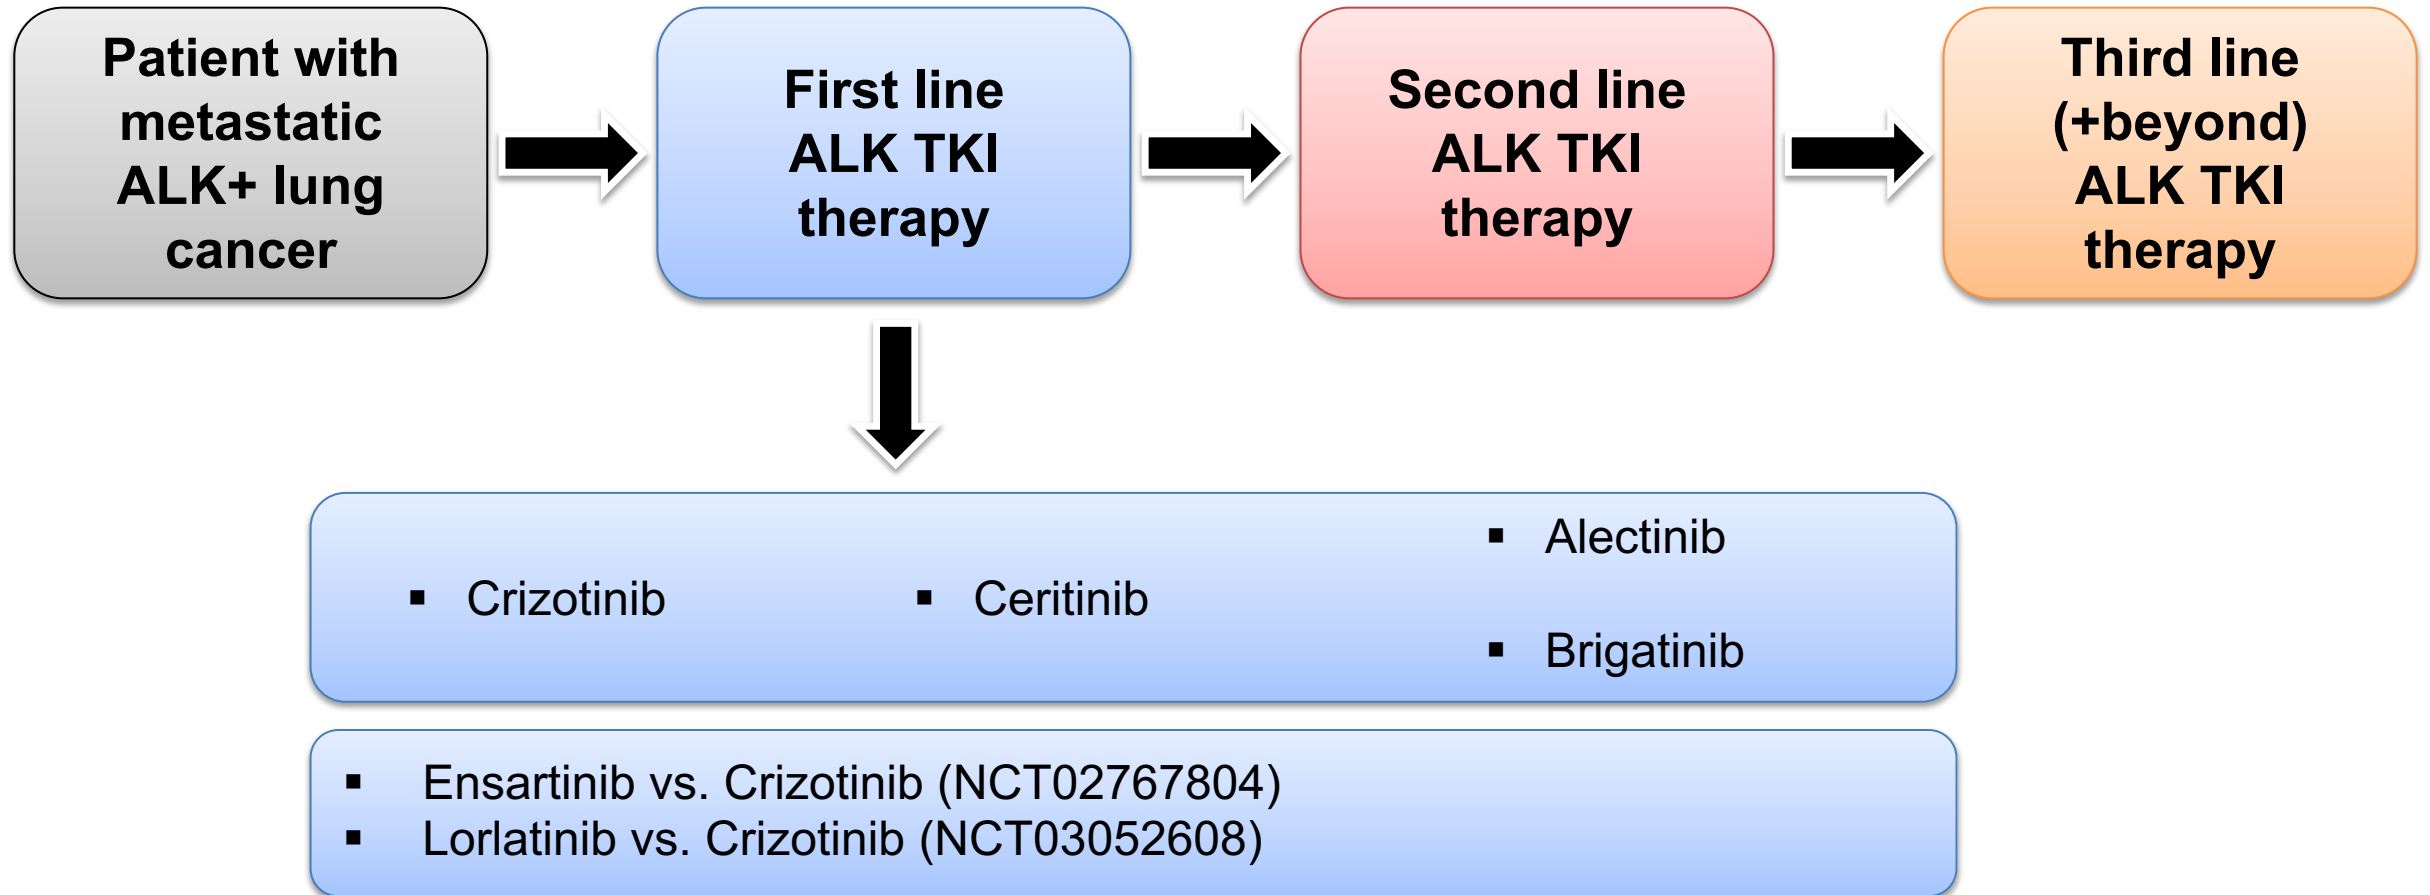 Patient with
metastatic
ALK+ lung
cancer
First line
ALK TKI
therapy
Second line
ALK TKI
therapy
Third line
(+beyond)
ALK TKI
therapy
▪ Crizotinib
▪ Ceritinib
▪ Alectinib
▪ Brigatinib
▪ Ensartinib vs. Crizotinib (NCT02767804)
▪ Lorlatinib vs. Crizotinib (NCT03052608)